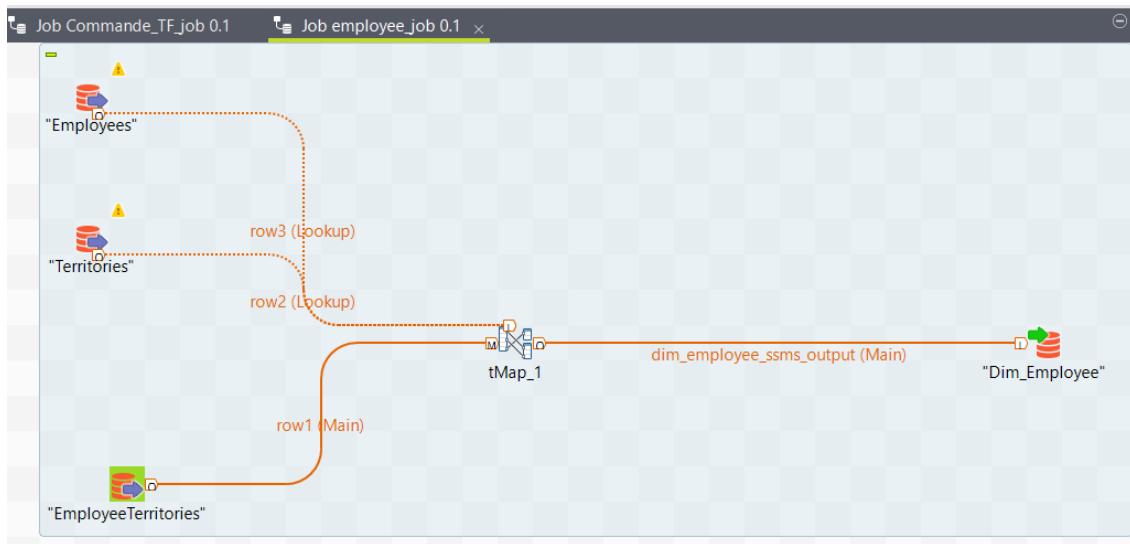 Job Commande_TF_job 0.1
Job employee_job 0.1
"Employees"
row3 (Lookup)
"Territories"
row2 (Lookup)
tMap_1
dim_employee_ssms_output (Main)
"Dim_Employee"
row1 (Main)
"EmployeeTerritories"